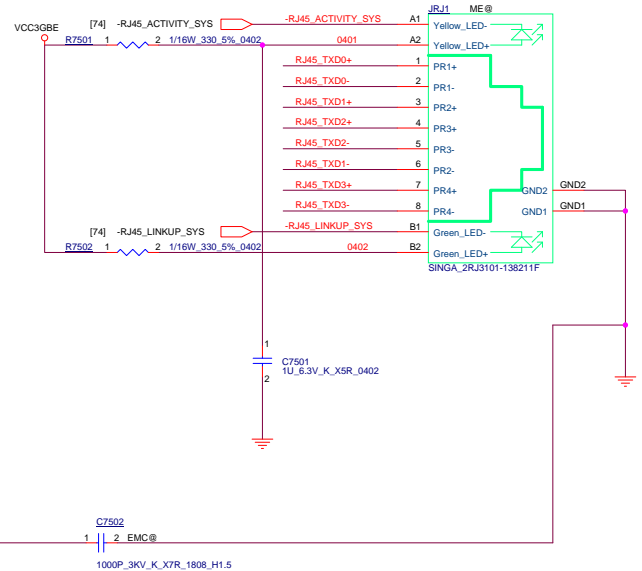 JRJ1 ME@
VCC3GBE
[74] -RJ45_ACTIVITY_SYS
-RJ45_ACTIVITY_SYS A1 Yellow_LED-
R7501 1 2 1/16W_330_5%_0402 0401 A2 Yellow_LED+
RJ45_TXD0+ 1 PR1+
RJ45_TXD0- 2 PR1-
RJ45_TXD1+ 3 PR2+
RJ45_TXD2+ 4 PR3+
RJ45_TXD2- 5 PR3-
RJ45_TXD1- 6 PR2-
RJ45_TXD3+ 7 PR4+ GND2 GND2
RJ45_TXD3- 8 PR4- GND1 GND1
[74] -RJ45_LINKUP_SYS -RJ45_LINKUP_SYS B1 Green_LED-
R7502 1 2 1/16W_330_5%_0402 0402 B2 Green_LED+
SINGA_2RJ3101-138211F
1
C7501
1U_6.3V_K_X5R_0402
2
C7502
1 2 EMC@
1000P_3KV_K_X7R_1808_H1.5